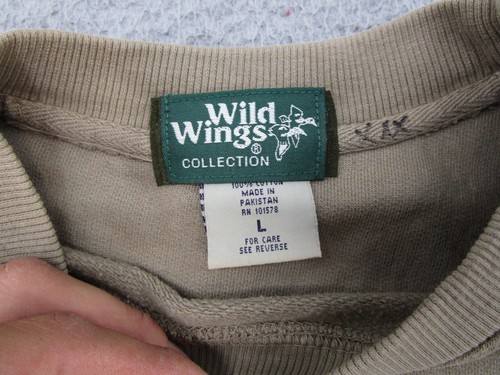 Wild
Wings
®
COLLECTION
100% COTTON
MADE IN
PAKISTAN
RN 101578
L
FOR CARE
SEE REVERSE